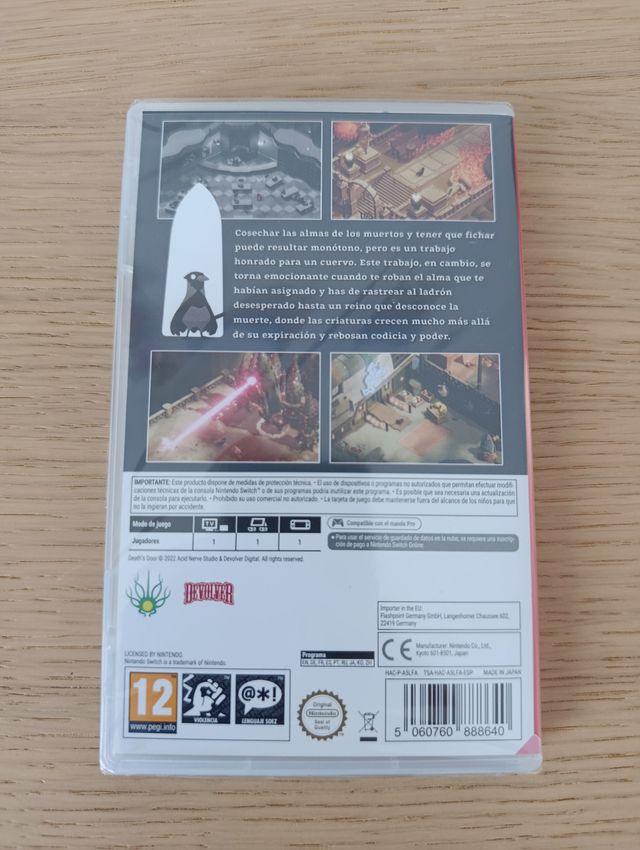 Cosechar las almas de los muertos y tener que fichar
puede resultar monótono, pero es un trabajo
honrado para un cuervo. Este trabajo, en cambio, se
torna emocionante cuando te roban el alma que te
habían asignado y has de rastrear al ladrón
desesperado hasta un reino que desconoce la
muerte, donde las criaturas crecen mucho más allá
de su expiración y rebosan codicia y poder.
IMPORTANTE: Este producto dispone de medidas de protección técnica. • El uso de dispositivos o programas no autorizados que permitan efectuar modifi-
caciones técnicas de la consola Nintendo Switch™ o de sus programas podría inutilizar este programa. • Es posible que sea necesaria una actualización
de la consola para ejecutarlo. • Prohibido su uso comercial no autorizado. • La tarjeta de juego debe mantenerse fuera del alcance de los niños para que
no la ingieran por accidente.
Modo de juego TV
Jugadores 1 1 1
Compatible con el mando Pro
• Para usar el servicio de guardado de datos en la nube, se requiere una suscrip-
ción de pago a Nintendo Switch Online.
Death's Door © 2022 Acid Nerve Studio & Devolver Digital. All rights reserved.
DEVOLVER
Importer in the EU:
Flashpoint Germany GmbH, Langenhorner Chaussee 602,
22419 Germany
CE Manufacturer: Nintendo Co., Ltd.,
Kyoto 601-8501, Japan
LICENSED BY NINTENDO
Nintendo Switch is a trademark of Nintendo.
Programa
EN, DE, FR, ES, PT, RU, JA, KO, ZH
HAC-P-A5LFA TSA-HAC-A5LFA-ESP MADE IN JAPAN
12
www.pegi.info
VIOLENCIA
@*!
LENGUAJE SOEZ
Original
Nintendo
Seal of
Quality
5 060760 888640